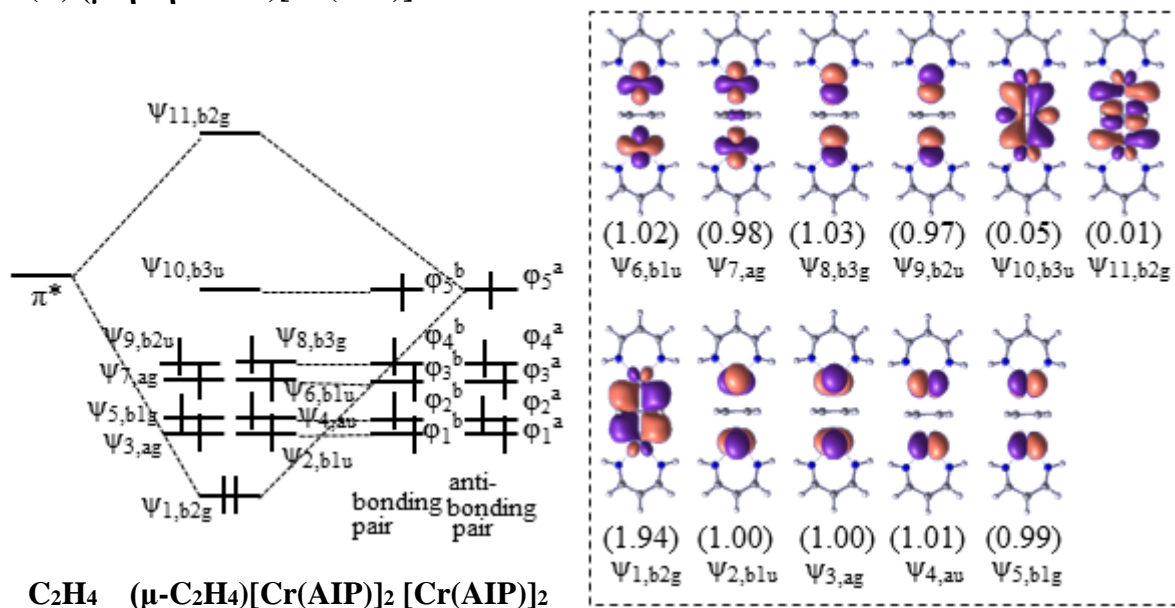 Ψ11,b2g
π*
Ψ10,b3u
φ5b
φ5a
Ψ9,b2u
Ψ8,b3g
φ4b
φ4a
Ψ7,ag
Ψ6,b1u
φ3b
φ3a
Ψ5,b1g
Ψ4,au
φ2b
φ2a
Ψ3,ag
Ψ2,b1u
φ1b
φ1a
Ψ1,b2g
bonding
pair
anti-
bonding
pair
C2H4 (μ-C2H4)[Cr(AIP)]2 [Cr(AIP)]2
(1.02) (0.98) (1.03) (0.97) (0.05) (0.01)
Ψ6,b1u Ψ7,ag Ψ8,b3g Ψ9,b2u Ψ10,b3u Ψ11,b2g
(1.94) (1.00) (1.00) (1.01) (0.99)
Ψ1,b2g Ψ2,b1u Ψ3,ag Ψ4,au Ψ5,b1g